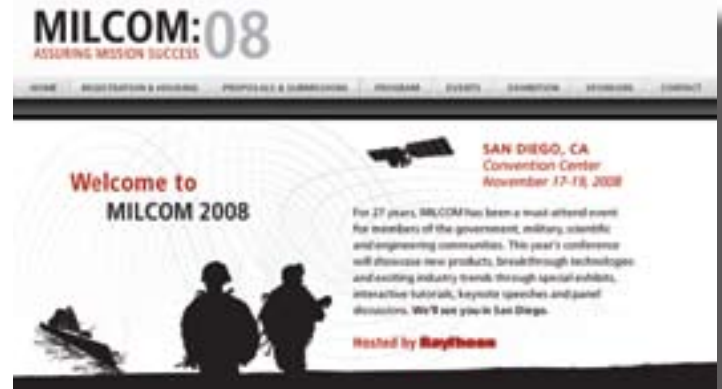 MILCOM:08
ASSURING MISSION SUCCESS
HOME REGISTRATION & HOUSING PROPOSALS & SUBMISSIONS PROGRAM EVENTS EXHIBITION SPONSORS CONTACT
SAN DIEGO, CA
Convention Center
November 17-19, 2008
Welcome to
MILCOM 2008
For 27 years, MILCOM has been a must-attend event
for members of the government, military, scientific
and engineering communities. This year's conference
will showcase new products, breakthrough technologies
and exciting industry trends through special exhibits,
interactive tutorials, keynote speeches and panel
discussions. We'll see you in San Diego.
Hosted by Raytheon